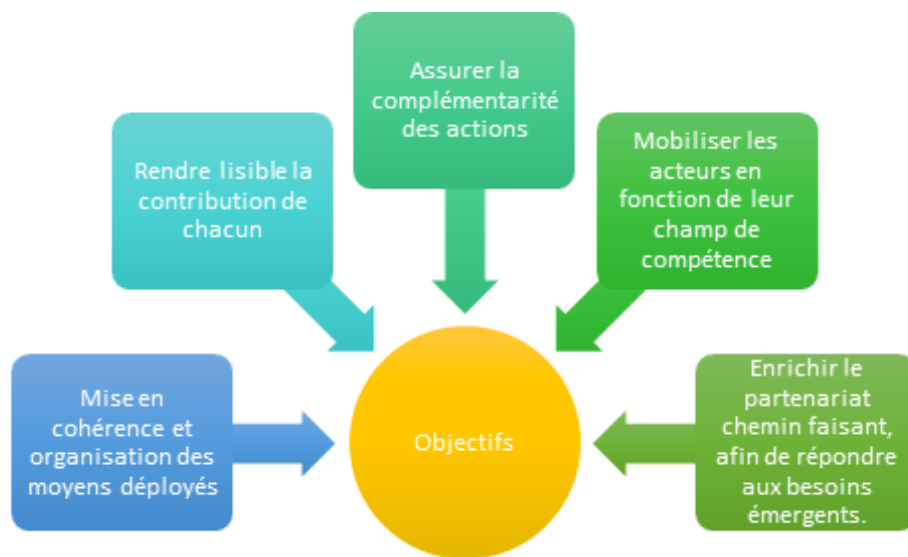 Mise en
cohérence et
organisation des
moyens déployés
Rendre lisible la
contribution de
chacun
Assurer la
complémentarité
des actions
Mobiliser les
acteurs en
fonction de leur
champ de
compétence
Enrichir le
partenariat
chemin faisant,
afin de répondre
aux besoins
émergents.
Objectifs